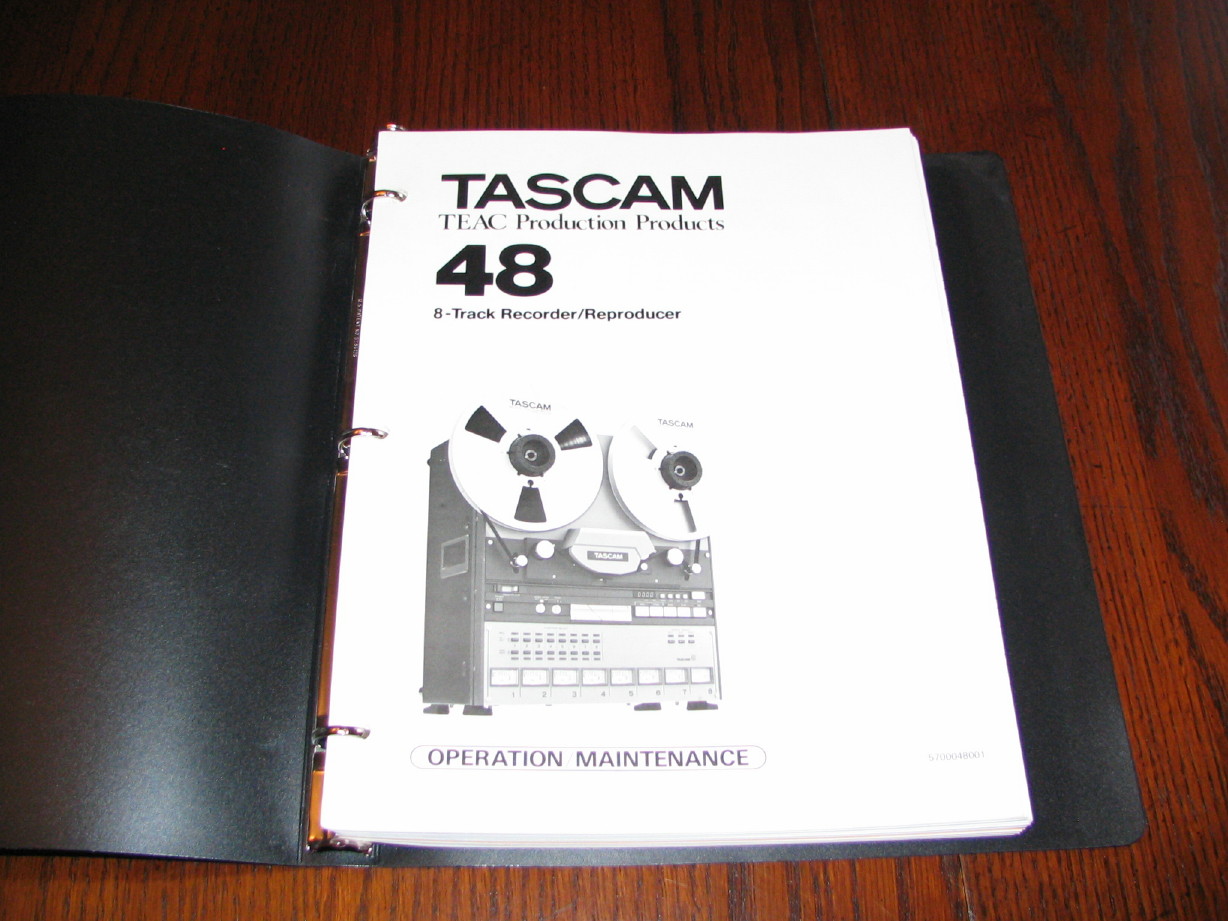 TASCAM
TEAC Production Products
48
8-Track Recorder/Reproducer
TASCAM
TASCAM
TASCAM
0000
1 2 3 4 5 6 7 8
OPERATION/MAINTENANCE
5700048001